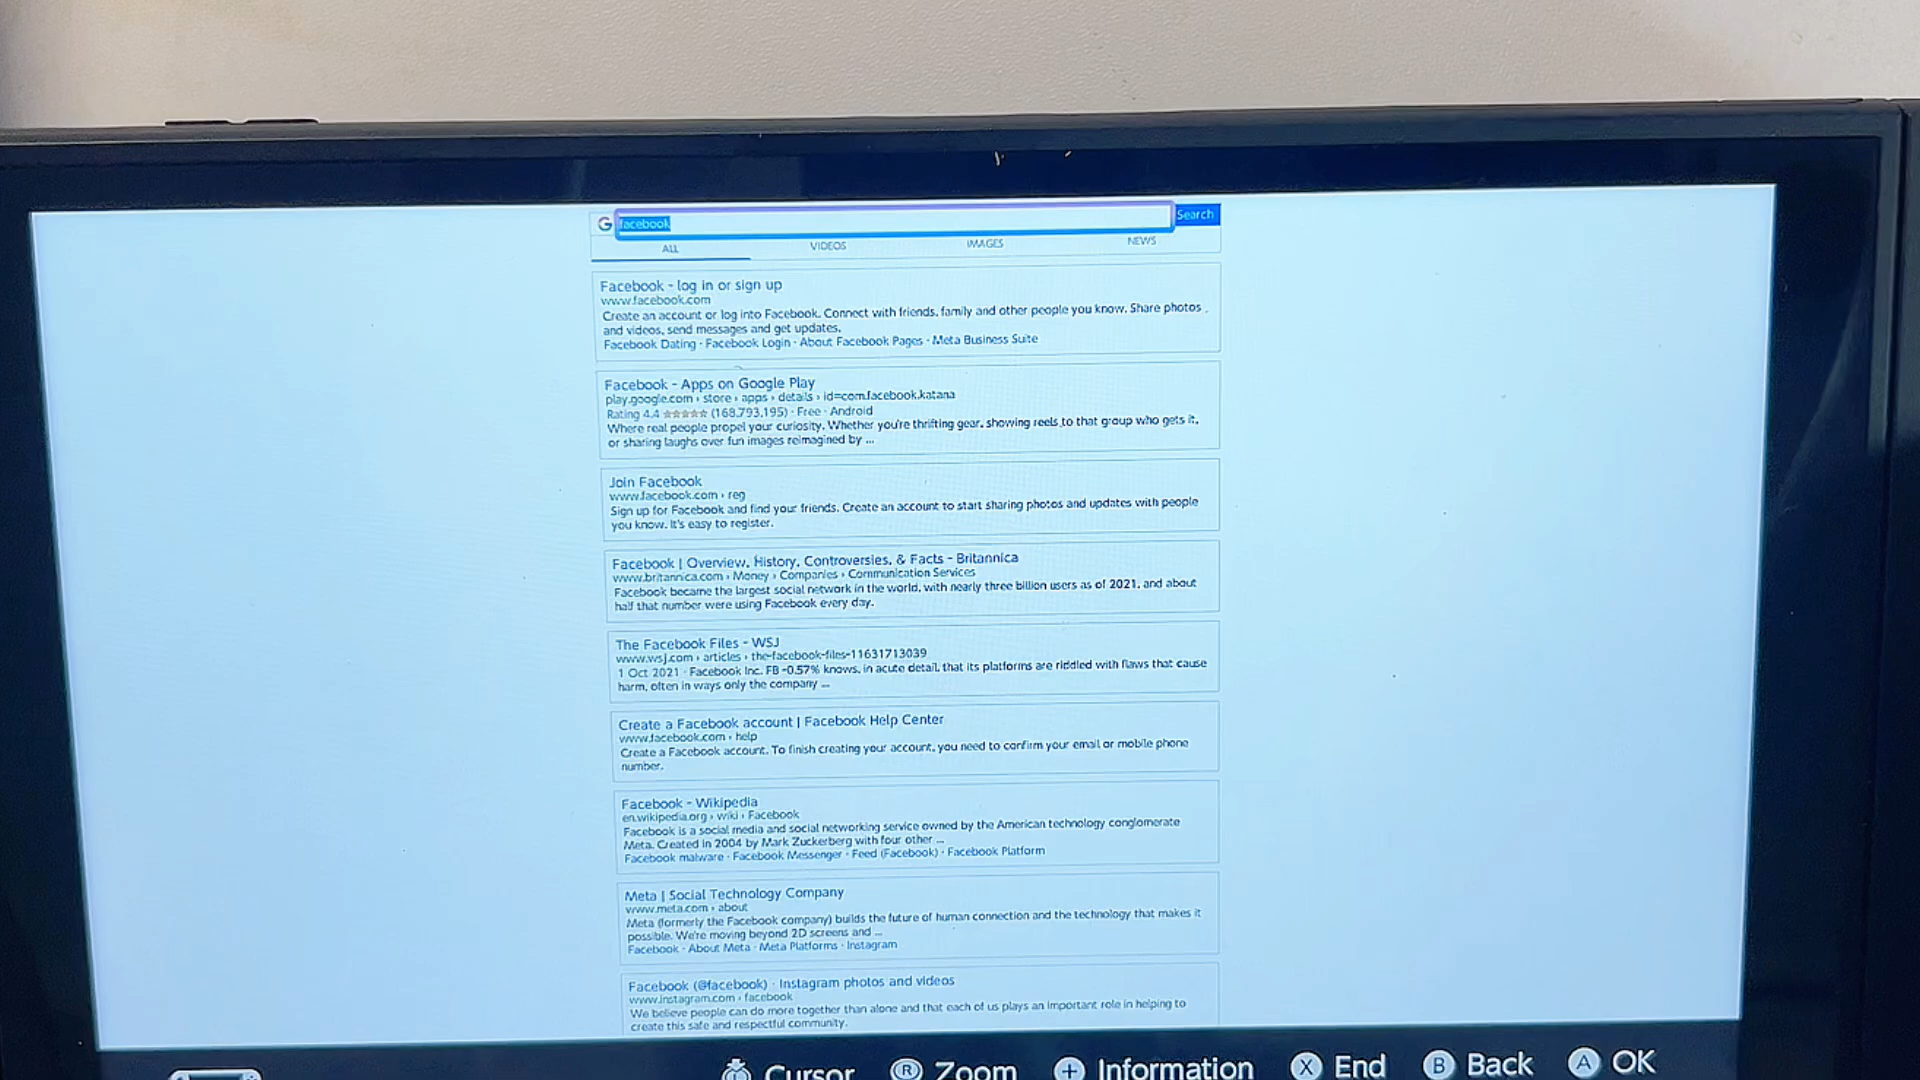 G facebook Search
ALL VIDEOS IMAGES NEWS
Facebook - log in or sign up
www.facebook.com
Create an account or log into Facebook. Connect with friends, family and other people you know. Share photos
and videos, send messages and get updates.
Facebook Dating · Facebook Login · About Facebook Pages · Meta Business Suite
Facebook - Apps on Google Play
play.google.com › store › apps › details › id=com.facebook.katana
Rating 4.4 ☆☆☆☆☆ (168,793,195) · Free · Android
Where real people propel your curiosity. Whether you're thrifting gear, showing reels to that group who gets it,
or sharing laughs over fun images reimagined by ...
Join Facebook
www.facebook.com › reg
Sign up for Facebook and find your friends. Create an account to start sharing photos and updates with people
you know. It's easy to register.
Facebook | Overview, History, Controversies, & Facts - Britannica
www.britannica.com › Money › Companies › Communication Services
Facebook became the largest social network in the world, with nearly three billion users as of 2021, and about
half that number were using Facebook every day.
The Facebook Files - WSJ
www.wsj.com › articles › the-facebook-files-11631713039
1 Oct 2021 · Facebook Inc. FB -0.57% knows, in acute detail, that its platforms are riddled with flaws that cause
harm, often in ways only the company ...
Create a Facebook account | Facebook Help Center
www.facebook.com › help
Create a Facebook account. To finish creating your account, you need to confirm your email or mobile phone
number.
Facebook - Wikipedia
en.wikipedia.org › wiki › Facebook
Facebook is a social media and social networking service owned by the American technology conglomerate
Meta. Created in 2004 by Mark Zuckerberg with four other ...
Facebook malware · Facebook Messenger · Feed (Facebook) · Facebook Platform
Meta | Social Technology Company
www.meta.com › about
Meta (formerly the Facebook company) builds the future of human connection and the technology that makes it
possible. We're moving beyond 2D screens and ...
Facebook · About Meta · Meta Platforms · Instagram
Facebook (@facebook) · Instagram photos and videos
www.instagram.com › facebook
We believe people can do more together than alone and that each of us plays an important role in helping to
create this safe and respectful community.
Cursor R Zoom + Information X End B Back A OK